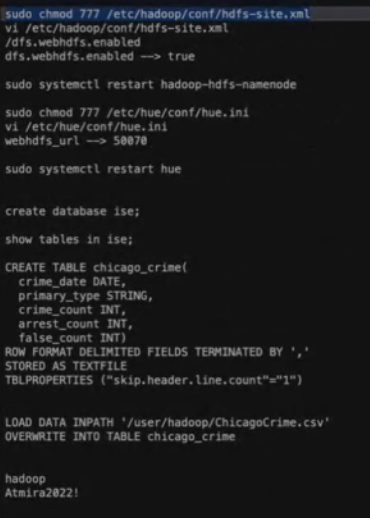 sudo chmod 777 /etc/hadoop/conf/hdfs-site.xml
vi /etc/hadoop/conf/hdfs-site.xml
/dfs.webhdfs.enabled
dfs.webhdfs.enabled —> true
sudo systemctl restart hadoop-hdfs-namenode
sudo chmod 777 /etc/hue/conf/hue.ini
vi /etc/hue/conf/hue.ini
webhdfs_url —> 50070
sudo systemctl restart hue
create database ise;
show tables in ise;
CREATE TABLE chicago_crime(
crime_date DATE,
primary_type STRING,
crime_count INT,
arrest_count INT,
false_count INT)
ROW FORMAT DELIMITED FIELDS TERMINATED BY ','
STORED AS TEXTFILE
TBLPROPERTIES ("skip.header.line.count"="1")
LOAD DATA INPATH '/user/hadoop/ChicagoCrime.csv'
OVERWRITE INTO TABLE chicago_crime
hadoop
Atmira2022!